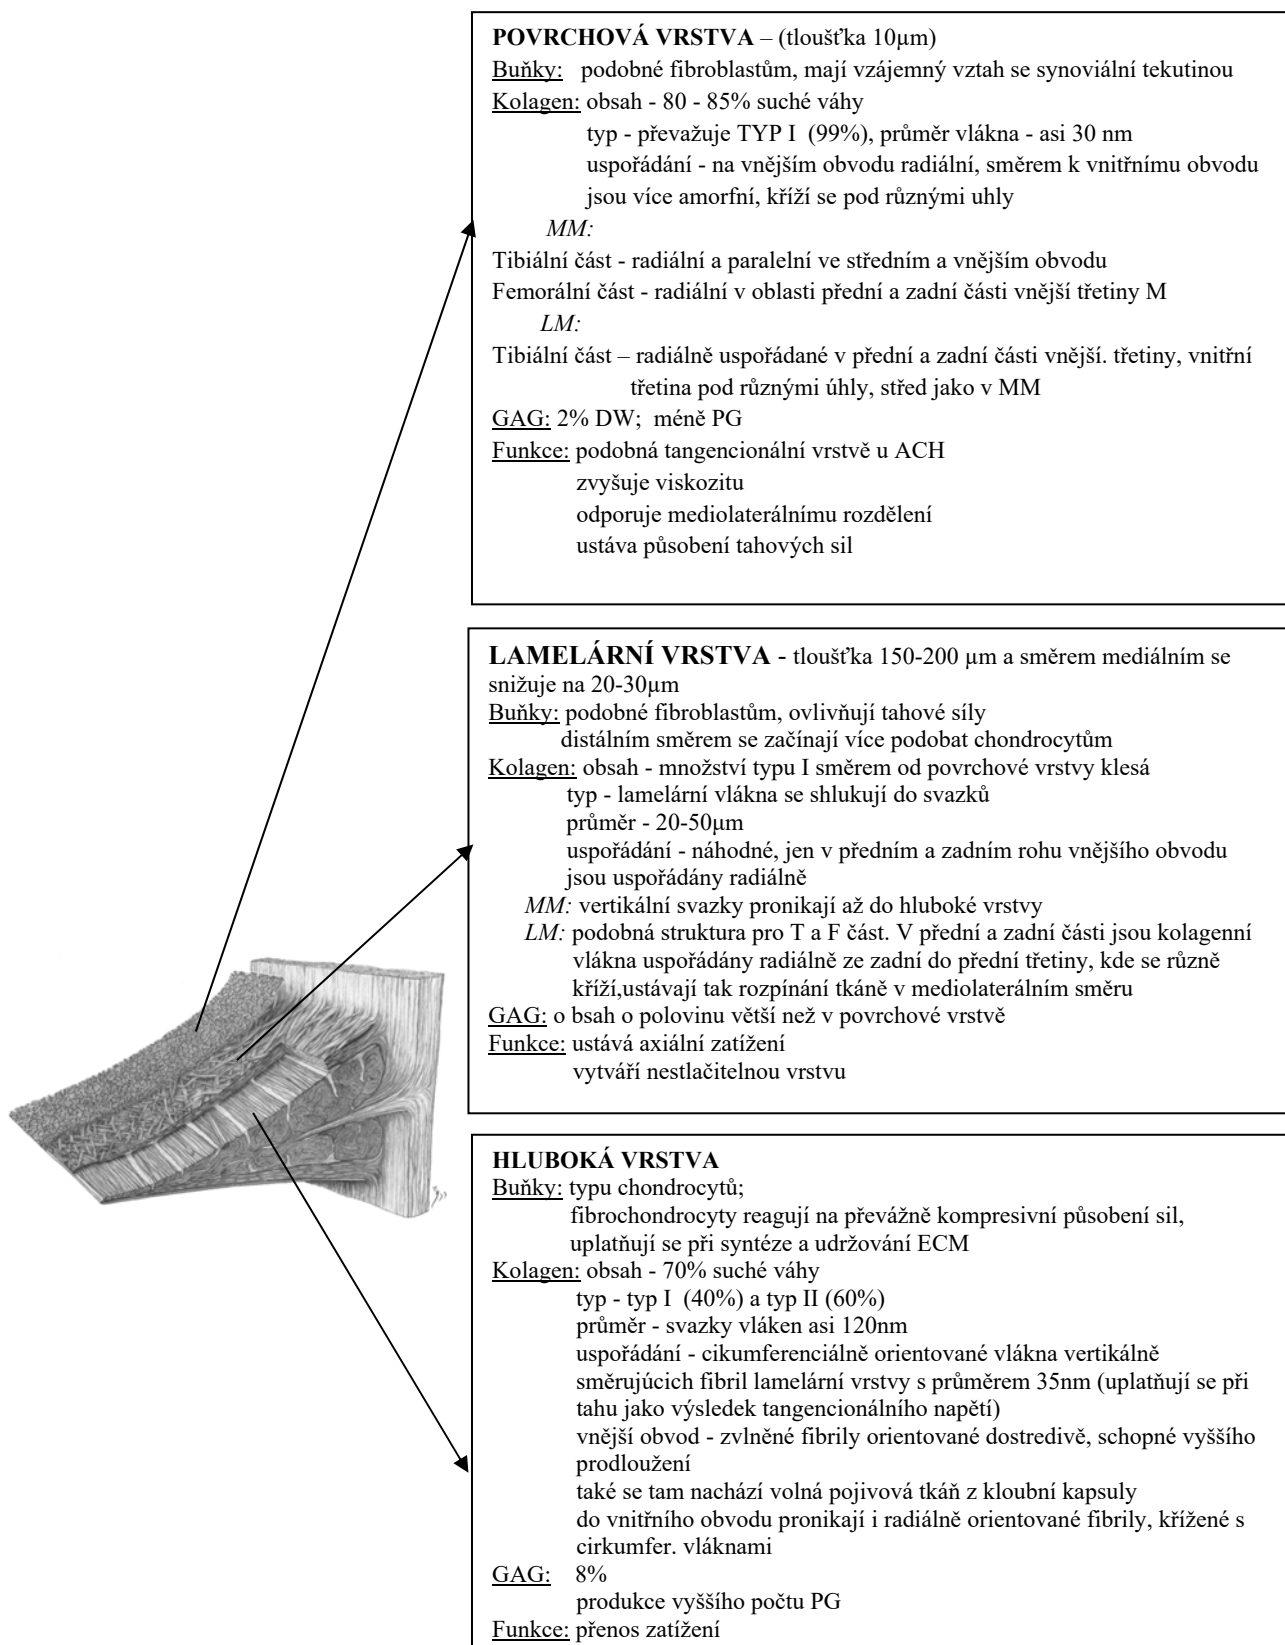 POVRCHOVÁ VRSTVA – (tloušťka 10µm)
Buňky: podobné fibroblastům, mají vzájemný vztah se synoviální tekutinou
Kolagen: obsah - 80 - 85% suché váhy
typ - převažuje TYP I (99%), průměr vlákna - asi 30 nm
uspořádání - na vnějším obvodu radiální, směrem k vnitřnímu obvodu
jsou více amorfní, kříží se pod různými uhly
MM:
Tibiální část - radiální a paralelní ve středním a vnějším obvodu
Femorální část - radiální v oblasti přední a zadní části vnější třetiny M
LM:
Tibiální část – radiálně uspořádané v přední a zadní části vnější. třetiny, vnitřní
třetina pod různými úhly, střed jako v MM
GAG: 2% DW; méně PG
Funkce: podobná tangencionální vrstvě u ACH
zvyšuje viskozitu
odporuje mediolaterálnímu rozdělení
ustáva působení tahových sil
LAMELÁRNÍ VRSTVA - tloušťka 150-200 µm a směrem mediálním se
snižuje na 20-30µm
Buňky: podobné fibroblastům, ovlivňují tahové síly
distálním směrem se začínají více podobat chondrocytům
Kolagen: obsah - množství typu I směrem od povrchové vrstvy klesá
typ - lamelární vlákna se shlukují do svazků
průměr - 20-50µm
uspořádání - náhodné, jen v předním a zadním rohu vnějšího obvodu
jsou uspořádány radiálně
MM: vertikální svazky pronikají až do hluboké vrstvy
LM: podobná struktura pro T a F část. V přední a zadní části jsou kolagenní
vlákna uspořádány radiálně ze zadní do přední třetiny, kde se různě
kříží,ustávají tak rozpínání tkáně v mediolaterálním směru
GAG: o bsah o polovinu větší než v povrchové vrstvě
Funkce: ustává axiální zatížení
vytváří nestlačitelnou vrstvu
HLUBOKÁ VRSTVA
Buňky: typu chondrocytů;
fibrochondrocyty reagují na převážně kompresivní působení sil,
uplatňují se při syntéze a udržování ECM
Kolagen: obsah - 70% suché váhy
typ - typ I (40%) a typ II (60%)
průměr - svazky vláken asi 120nm
uspořádání - cikumferenciálně orientované vlákna vertikálně
směrujúcich fibril lamelární vrstvy s průměrem 35nm (uplatňují se při
tahu jako výsledek tangencionálního napětí)
vnější obvod - zvlněné fibrily orientované dostredivě, schopné vyššího
prodloužení
také se tam nachází volná pojivová tkáň z kloubní kapsuly
do vnitřního obvodu pronikají i radiálně orientované fibrily, křížené s
cirkumfer. vláknami
GAG: 8%
produkce vyššího počtu PG
Funkce: přenos zatížení